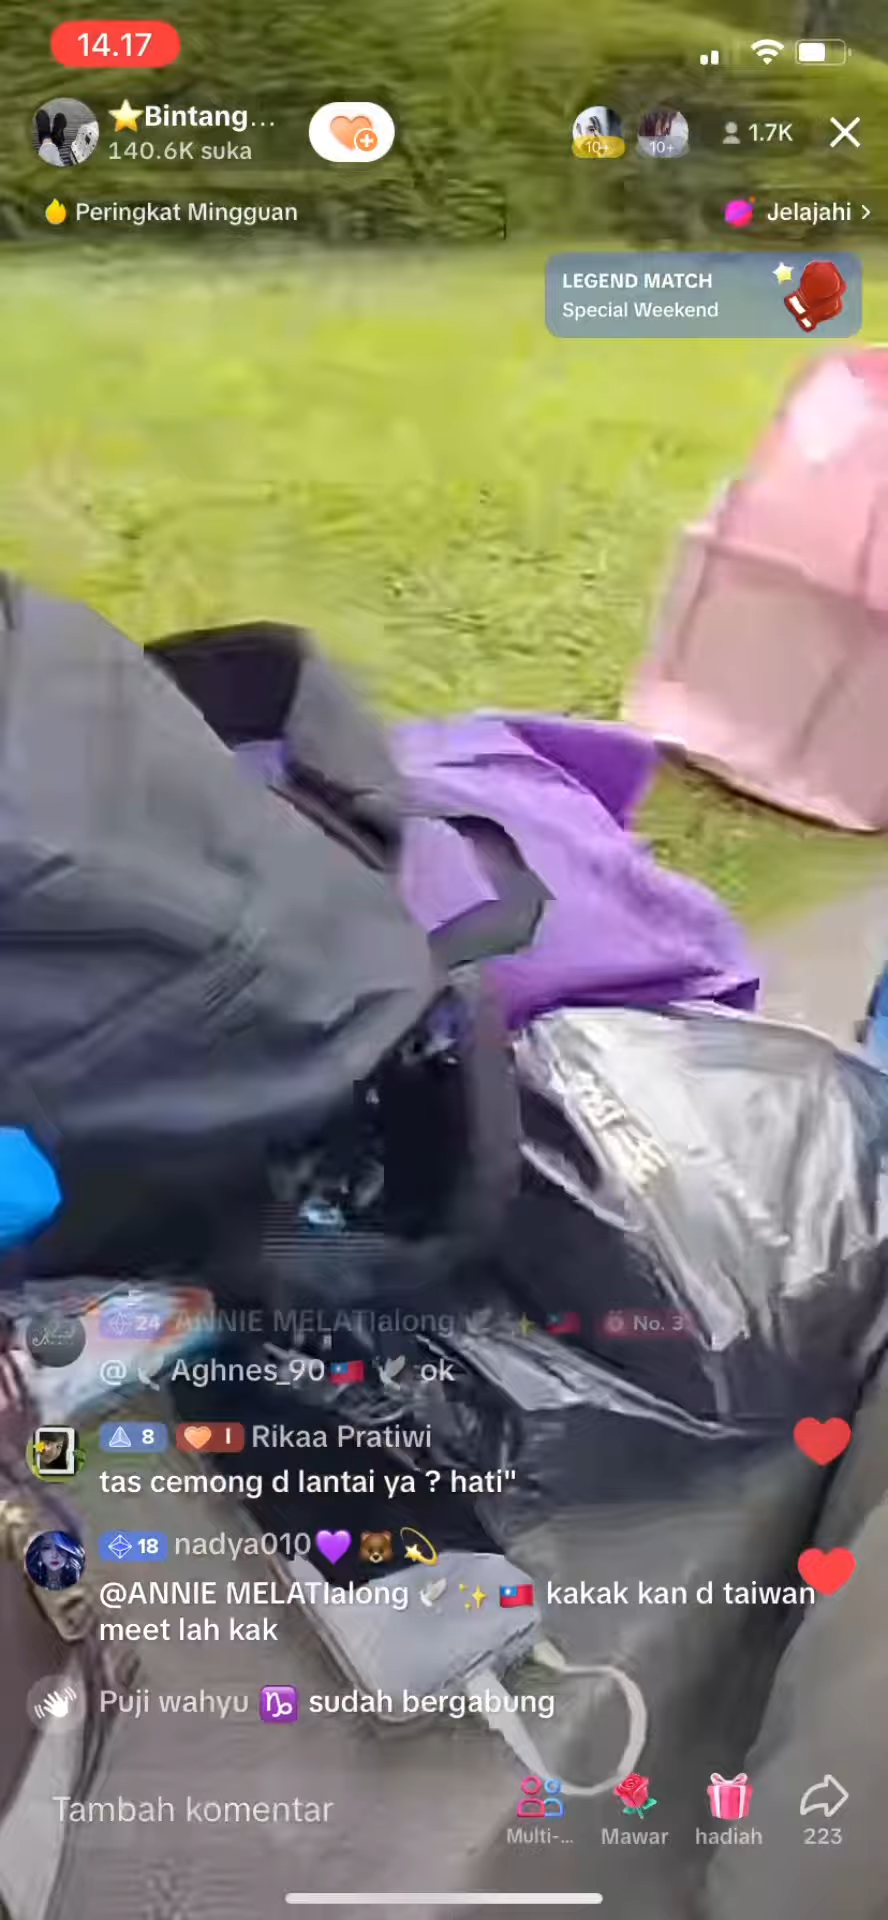 14.17
⭐Bintang...
140.6K suka
10+
10+
1.7K
Peringkat Mingguan
Jelajahi >
LEGEND MATCH
Special Weekend
24 ANNIE MELATIalong 🕊️✨🇹🇼 No. 3
@🕊️Aghnes_90🇹🇼🕊️ ok
8 I Rikaa Pratiwi
tas cemong d lantai ya ? hati"
18 nadya010💜🐻💫
@ANNIE MELATIalong 🕊️✨🇹🇼 kakak kan d taiwan
meet lah kak
Puji wahyu ♑ sudah bergabung
Tambah komentar
Multi-...
Mawar
hadiah
223